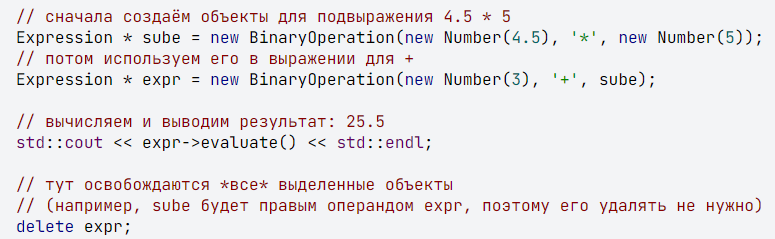 // сначала создаём объекты для подвыражения 4.5 * 5
Expression * sube = new BinaryOperation(new Number(4.5), '*', new Number(5));
// потом используем его в выражении для +
Expression * expr = new BinaryOperation(new Number(3), '+', sube);
// вычисляем и выводим результат: 25.5
std::cout << expr->evaluate() << std::endl;
// тут освобождаются *все* выделенные объекты
// (например, sube будет правым операндом expr, поэтому его удалять не нужно)
delete expr;